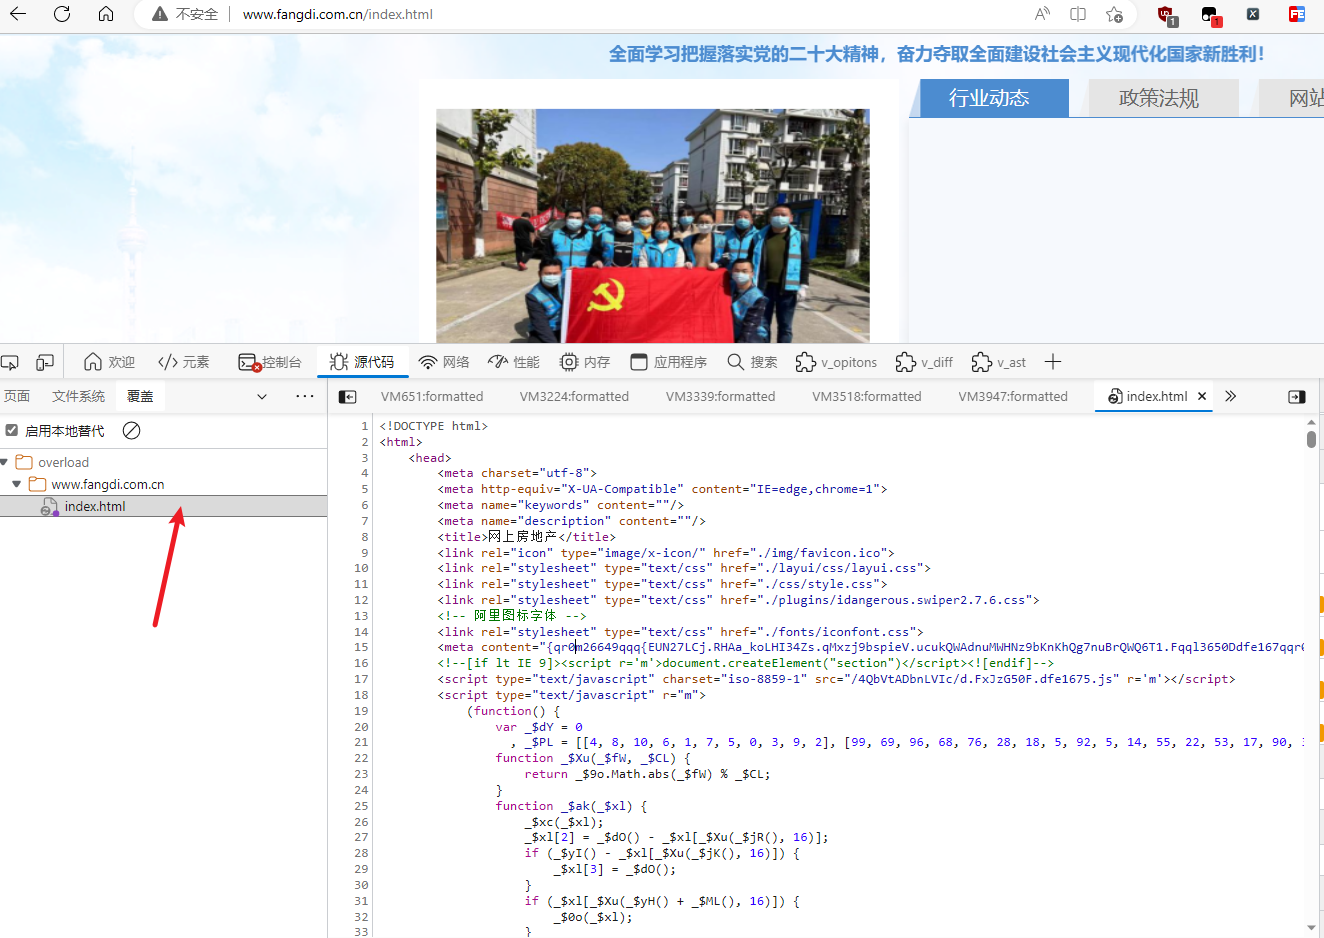 不安全 www.fangdi.com.cn/index.html
全面学习把握落实党的二十大精神，奋力夺取全面建设社会主义现代化国家新胜利！
行业动态 政策法规 网站
欢迎 元素 控制台 源代码 网络 性能 内存 应用程序 搜索 v_opitons v_diff v_ast
页面 文件系统 覆盖
VM651:formatted VM3224:formatted VM3339:formatted VM3518:formatted VM3947:formatted index.html
启用本地替代
overload
www.fangdi.com.cn
index.html
1 <!DOCTYPE html>
2 <html>
3 <head>
4 <meta charset="utf-8">
5 <meta http-equiv="X-UA-Compatible" content="IE=edge,chrome=1">
6 <meta name="keywords" content=""/>
7 <meta name="description" content=""/>
8 <title>网上房地产</title>
9 <link rel="icon" type="image/x-icon/" href="./img/favicon.ico">
10 <link rel="stylesheet" type="text/css" href="./layui/css/layui.css">
11 <link rel="stylesheet" type="text/css" href="./css/style.css">
12 <link rel="stylesheet" type="text/css" href="./plugins/idangerous.swiper2.7.6.css">
13 <!-- 阿里图标字体 -->
14 <link rel="stylesheet" type="text/css" href="./fonts/iconfont.css">
15 <meta content="{qr0m26649qqq{EUN27LCj.RHAa_koLHI34Zs.qMxzj9bspieV.ucukQWAdnuMWHNz9bKnKhQg7nuBrQWQ6T1.Fqql3650Ddfe167qqr0
16 <!--[if lt IE 9]><script r='m'>document.createElement("section")</script><![endif]-->
17 <script type="text/javascript" charset="iso-8859-1" src="/4QbVtADbnLVIc/d.FxJzG50F.dfe1675.js" r='m'></script>
18 <script type="text/javascript" r="m">
19 (function() {
20 var _$dY = 0
21 , _$PL = [[4, 8, 10, 6, 1, 7, 5, 0, 3, 9, 2], [99, 69, 96, 68, 76, 28, 18, 5, 92, 5, 14, 55, 22, 53, 17, 90,
22 function _$Xu(_$fW, _$CL) {
23 return _$9o.Math.abs(_$fW) % _$CL;
24 }
25 function _$ak(_$xl) {
26 _$xc(_$xl);
27 _$xl[2] = _$dO() - _$xl[_$Xu(_$jR(), 16)];
28 if (_$yI() - _$xl[_$Xu(_$jK(), 16)]) {
29 _$xl[3] = _$dO();
30 }
31 if (_$xl[_$Xu(_$yH() + _$ML(), 16)]) {
32 _$0o(_$xl);
33 }